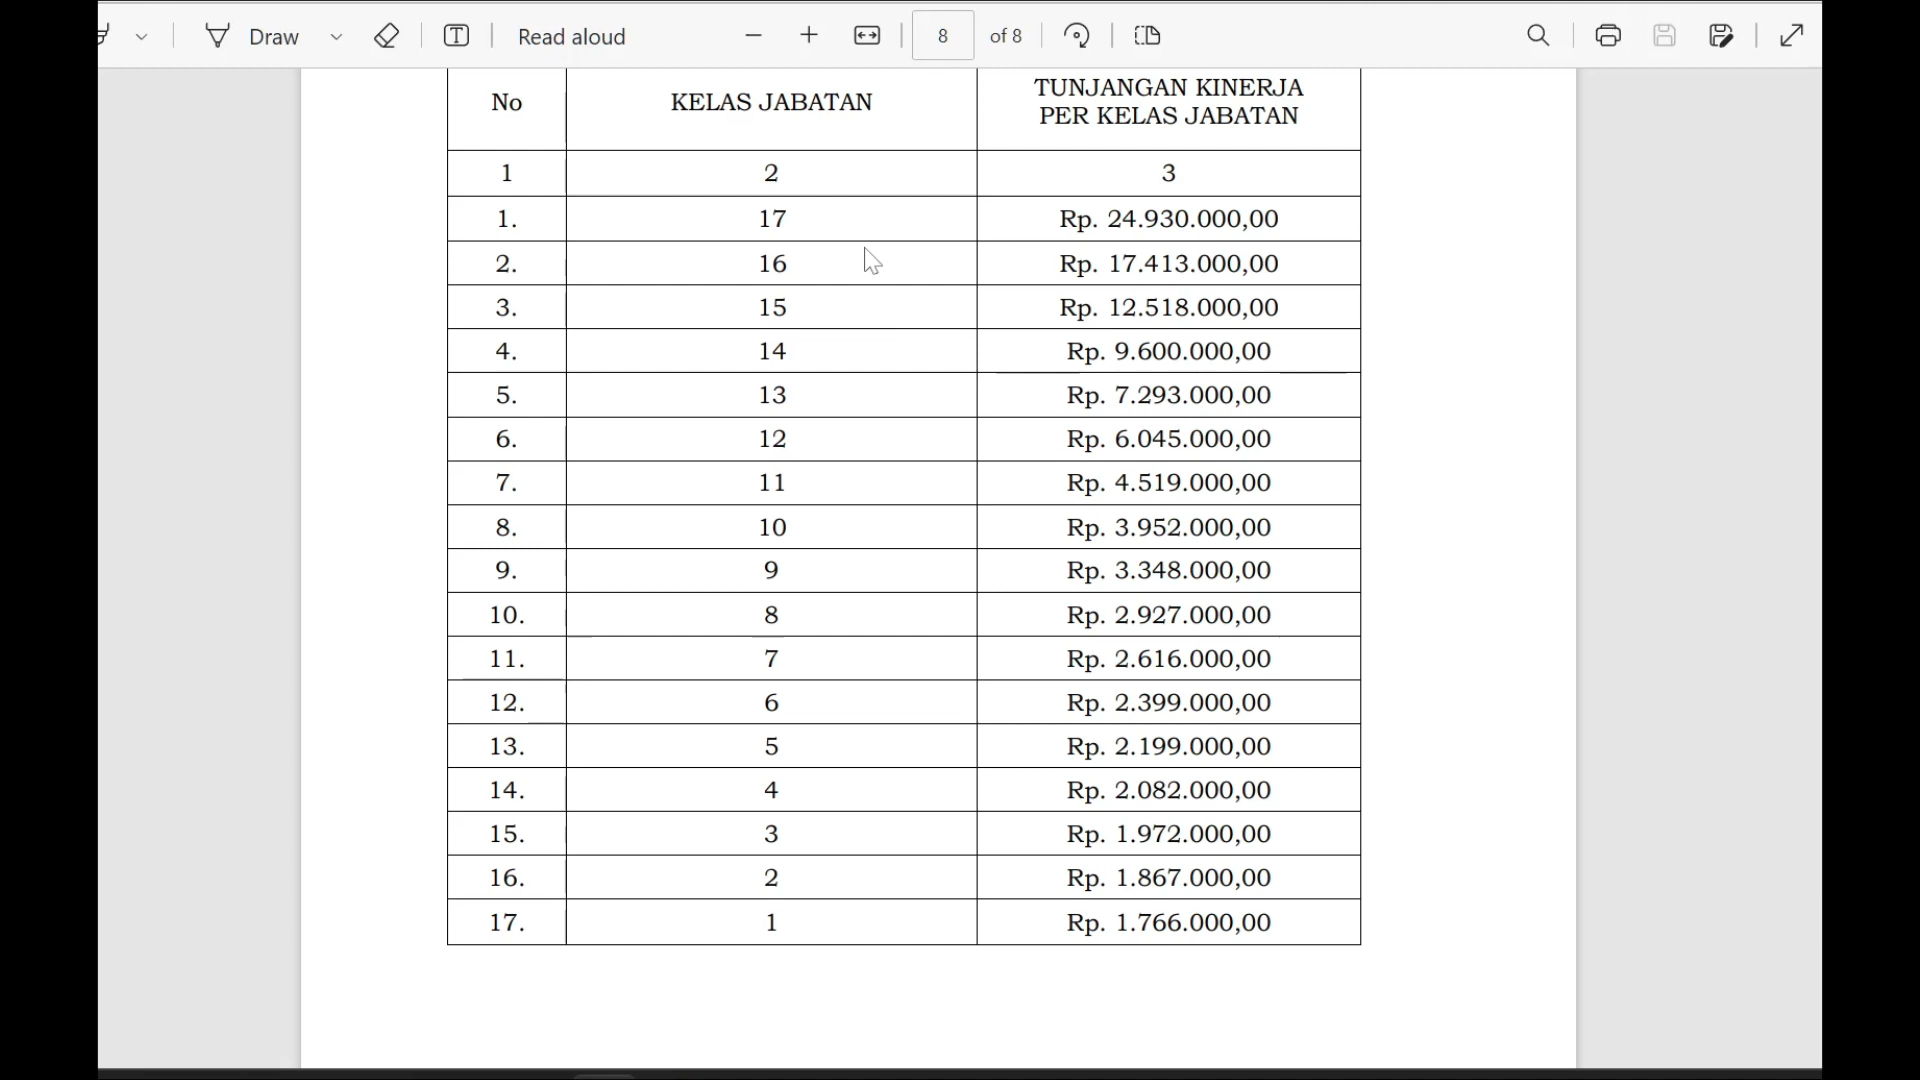 Draw
Read aloud
8 of 8
No KELAS JABATAN TUNJANGAN KINERJA
PER KELAS JABATAN
1 2 3
1. 17 Rp. 24.930.000,00
2. 16 Rp. 17.413.000,00
3. 15 Rp. 12.518.000,00
4. 14 Rp. 9.600.000,00
5. 13 Rp. 7.293.000,00
6. 12 Rp. 6.045.000,00
7. 11 Rp. 4.519.000,00
8. 10 Rp. 3.952.000,00
9. 9 Rp. 3.348.000,00
10. 8 Rp. 2.927.000,00
11. 7 Rp. 2.616.000,00
12. 6 Rp. 2.399.000,00
13. 5 Rp. 2.199.000,00
14. 4 Rp. 2.082.000,00
15. 3 Rp. 1.972.000,00
16. 2 Rp. 1.867.000,00
17. 1 Rp. 1.766.000,00